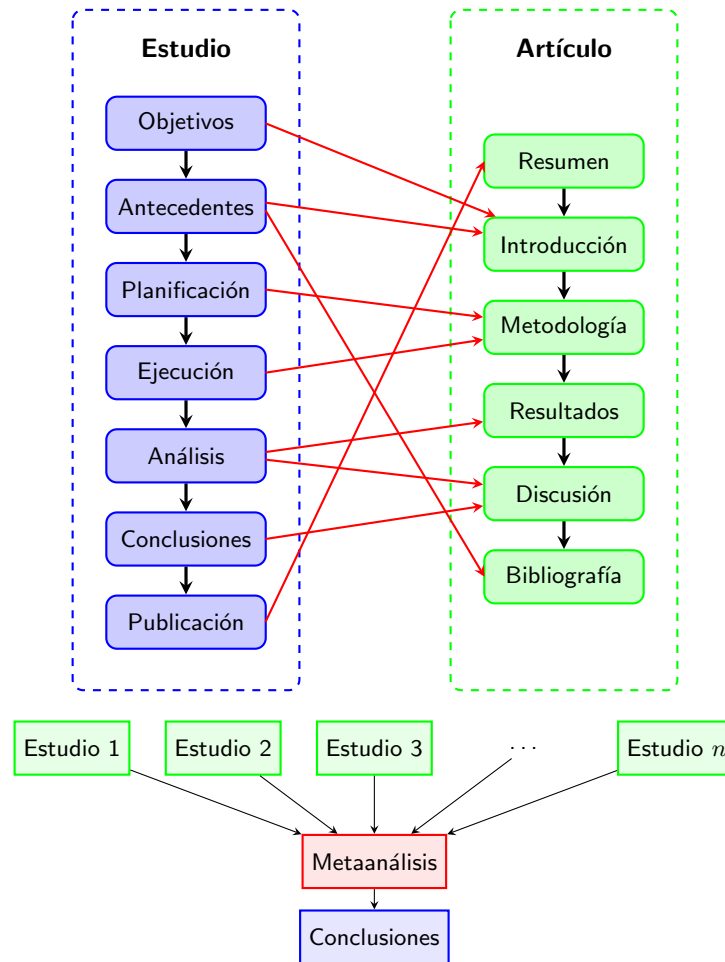 Estudio
Objetivos
Antecedentes
Planificación
Ejecución
Análisis
Conclusiones
Publicación
Artículo
Resumen
Introducción
Metodología
Resultados
Discusión
Bibliografía
Estudio 1
Estudio 2
Estudio 3
...
Estudio n
Metaanálisis
Conclusiones